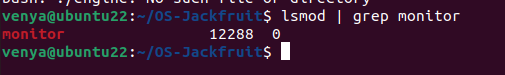 bash: ./engine: No such file or directory
venya@ubuntu22:~/OS-Jackfruit$ lsmod | grep monitor
monitor                12288  0
venya@ubuntu22:~/OS-Jackfruit$